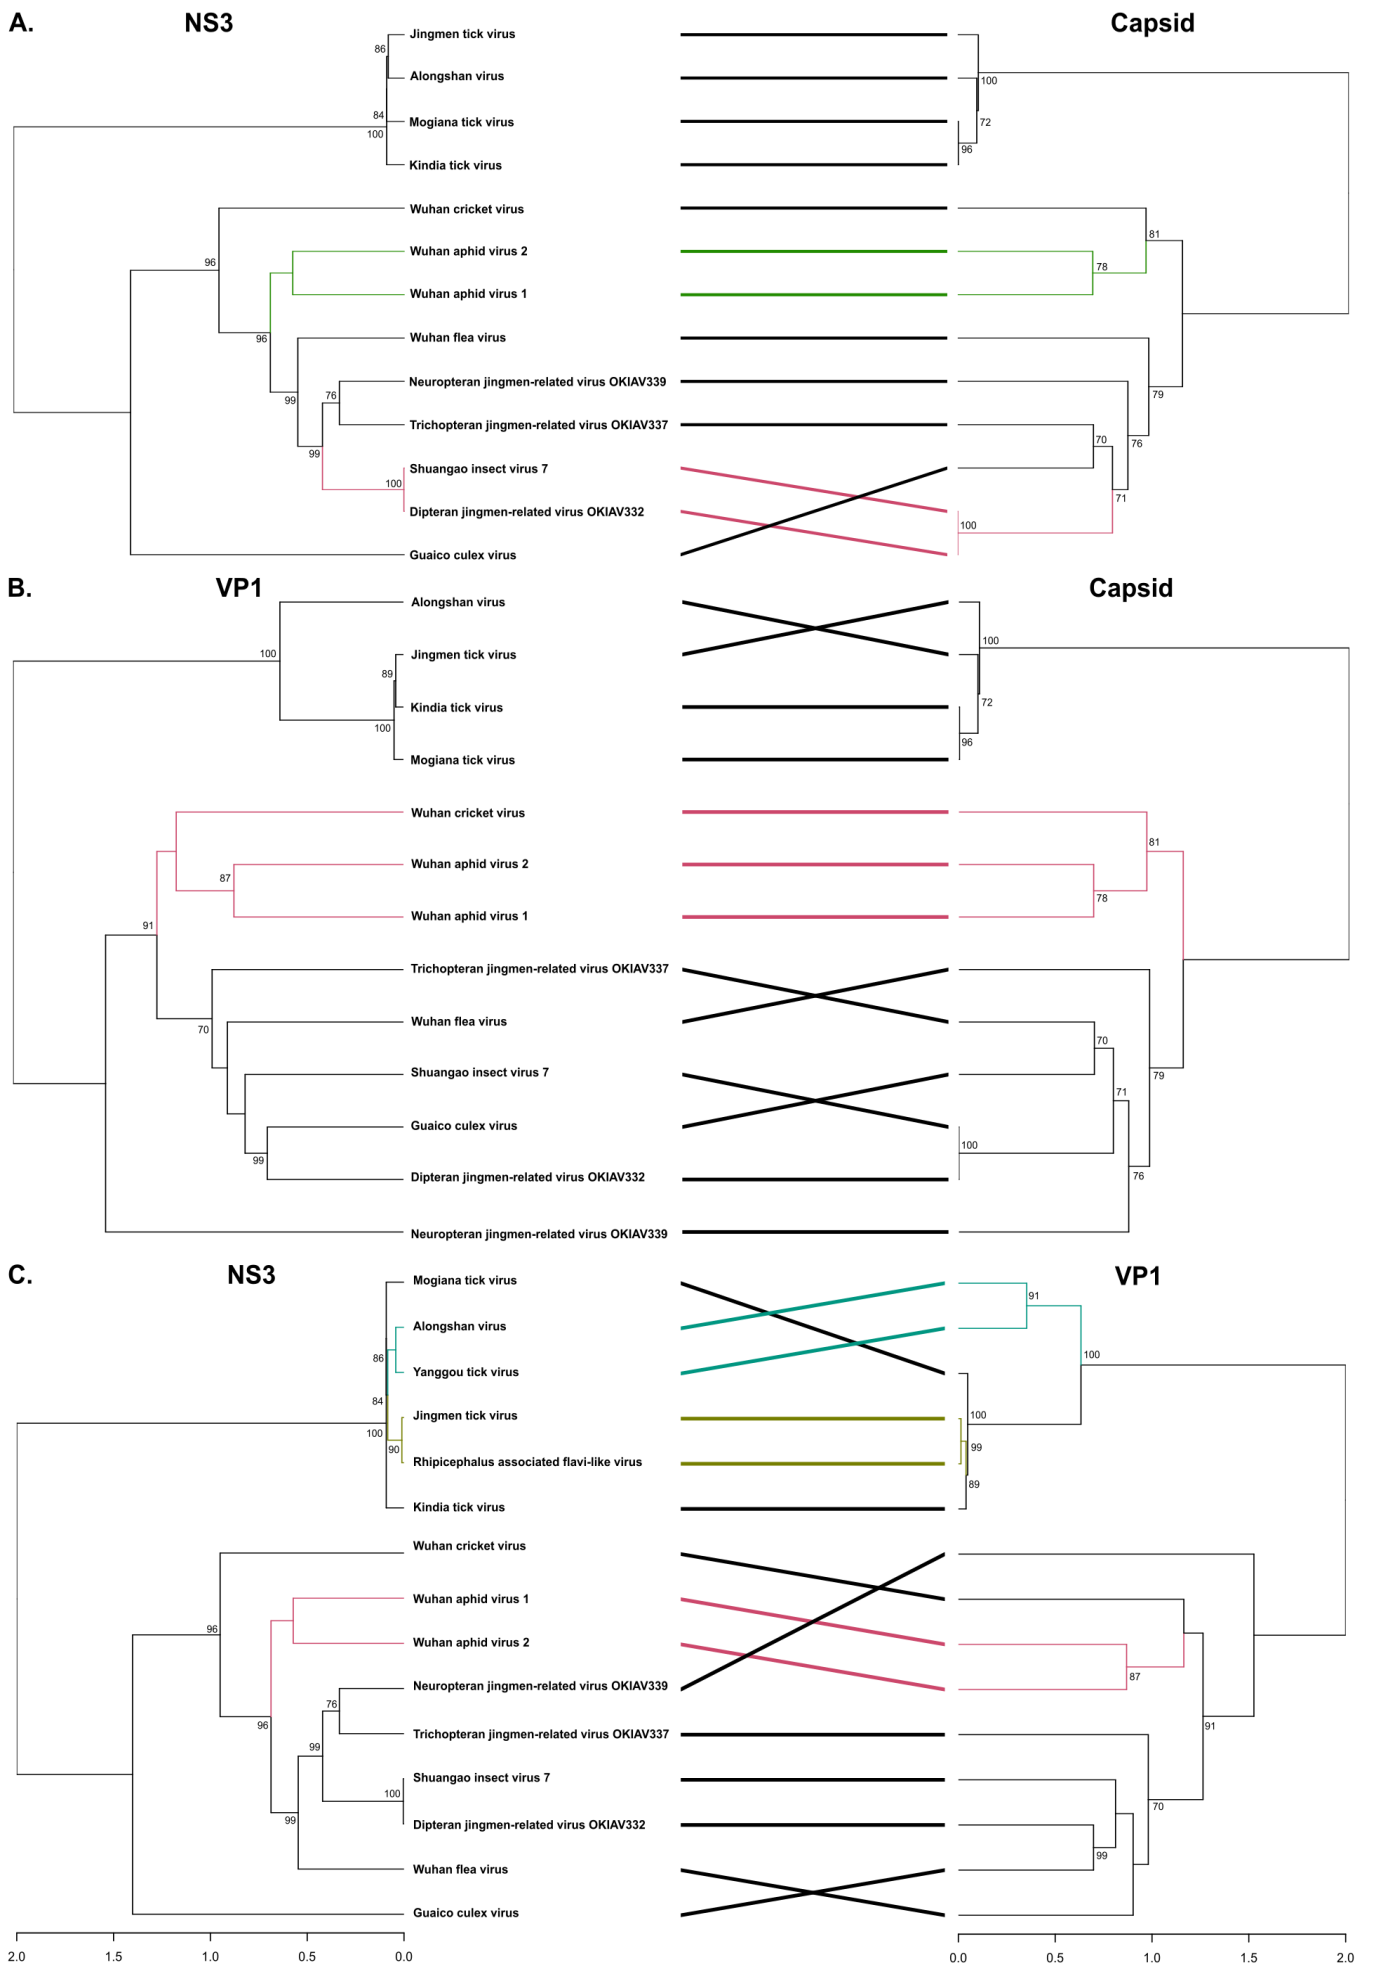 A. NS3 Capsid
Jingmen tick virus
86
Alongshan virus
100
84
Mogiana tick virus
72
100
96
Kindia tick virus
Wuhan cricket virus
81
96
Wuhan aphid virus 2
78
Wuhan aphid virus 1
96
Wuhan flea virus
Neuropteran jingmen-related virus OKIAV339
76
79
99
Trichopteran jingmen-related virus OKIAV337
70
76
99
Shuangao insect virus 7
100
71
Dipteran jingmen-related virus OKIAV332
100
Guaico culex virus
B. VP1 Capsid
Alongshan virus
100
100
Jingmen tick virus
89
72
Kindia tick virus
100
96
Mogiana tick virus
Wuhan cricket virus
81
Wuhan aphid virus 2
87
78
Wuhan aphid virus 1
91
Trichopteran jingmen-related virus OKIAV337
Wuhan flea virus
70
70
Shuangao insect virus 7
79
71
Guaico culex virus
100
99
Dipteran jingmen-related virus OKIAV332
76
Neuropteran jingmen-related virus OKIAV339
C. NS3 VP1
Mogiana tick virus
91
Alongshan virus
86
100
Yanggou tick virus
84
Jingmen tick virus
100
100
90
99
Rhipicephalus associated flavi-like virus
89
Kindia tick virus
Wuhan cricket virus
Wuhan aphid virus 1
96
Wuhan aphid virus 2
87
Neuropteran jingmen-related virus OKIAV339
76
96
91
Trichopteran jingmen-related virus OKIAV337
99
Shuangao insect virus 7
100
70
Dipteran jingmen-related virus OKIAV332
99
99
Wuhan flea virus
Guaico culex virus
2.0 1.5 1.0 0.5 0.0 0.0 0.5 1.0 1.5 2.0